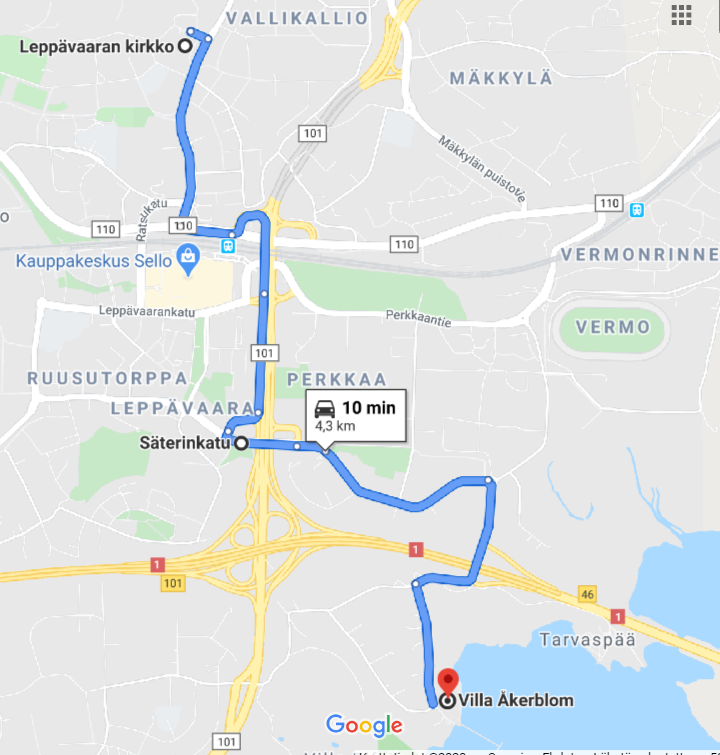 VALLIKALLIO
Leppävaaran kirkko
MÄKKYLÄ
101
Mäkkylän puistotie
Ratsukatu
110
110
110
110
Kauppakeskus Sello
VERMONRINNE
Leppävaarankatu
Perkkaantie
VERMO
101
RUUSUTORPPA
PERKKAA
LEPPÄVAARA
10 min
4,3 km
Säterinkatu
1
1
101
46
1
Tarvaspää
Villa Åkerblom
Google
101